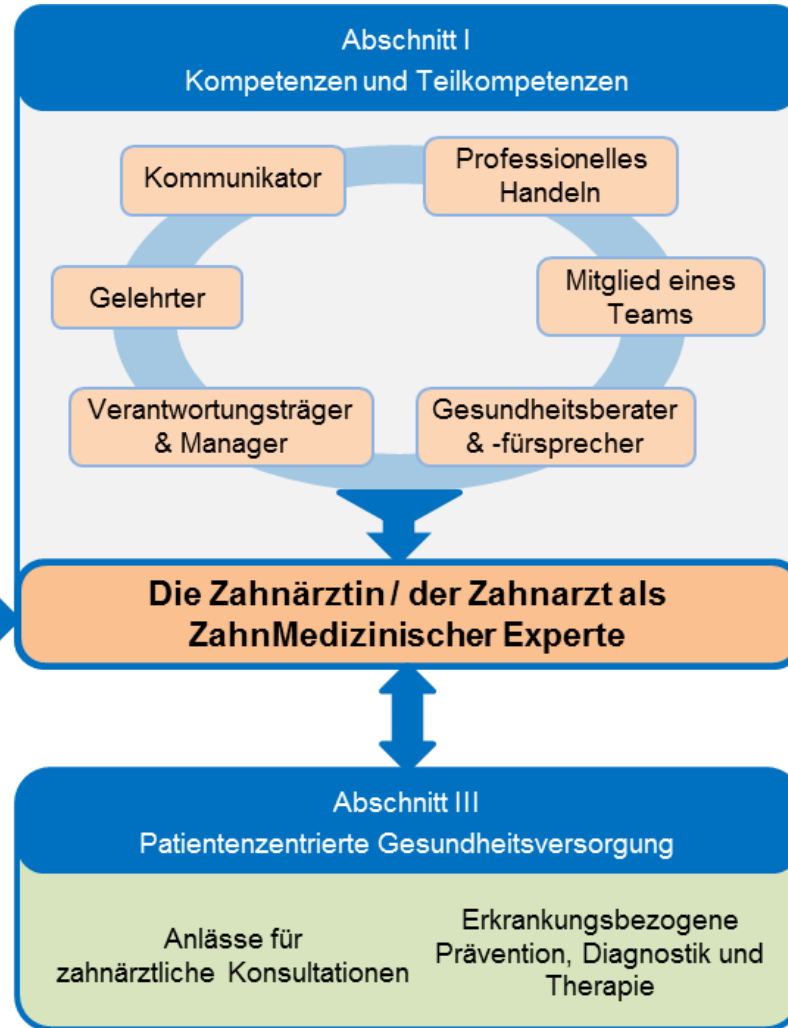 Abschnitt I
Kompetenzen und Teilkompetenzen
Kommunikator
Professionelles
Handeln
Gelehrter
Mitglied eines
Teams
Verantwortungsträger
& Manager
Gesundheitsberater
& -fürsprecher
Die Zahnärztin / der Zahnarzt als
ZahnMedizinischer Experte
Abschnitt III
Patientenzentrierte Gesundheitsversorgung
Anlässe für
zahnärztliche Konsultationen
Erkrankungsbezogene
Prävention, Diagnostik und
Therapie